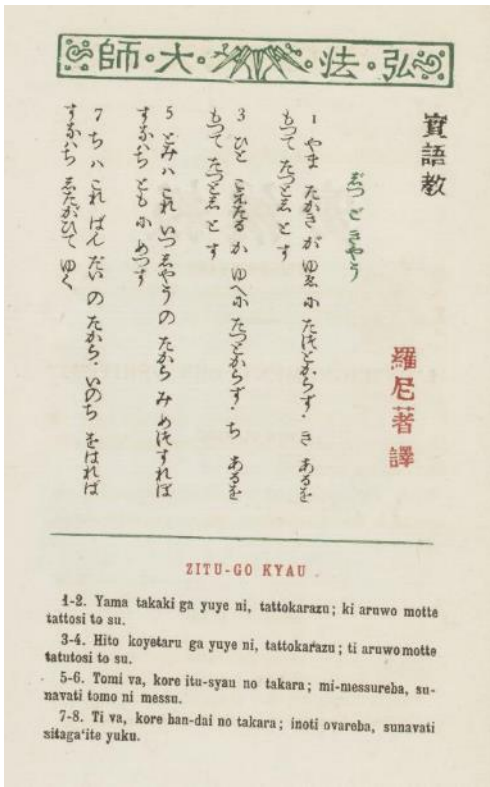 弘・法・大・師
實語教
羅尼著譯
じつ ご きやう
1 やま たかき が ゆゑ に たつとからず. き あるを
もつて たつとし と す
3 ひと こえたる が ゆへに たつとからず. ち あるを
もつて たつとし と す
5 とみ ハ これ いつ しやうの たから み めつすれば
すなハち とも に めつす
7 ち ハ これ ばん だい の たから. いのち をはれば
すなハち したがひて ゆく
ZITU-GO KYAU.
1-2. Yama takaki ga yuye ni, tattokarazu; ki aruwo motte
tattosi to su.
3-4. Hito koyetaru ga yuye ni, tattokarazu; ti aruwo motte
tatutosi to su.
5-6. Tomi va, kore itu-syau no takara; mi-messureba, su-
navati tomo ni messu.
7-8. Ti va, kore ban-dai no takara; inoti ovareba, sunavati
sitaga'ite yuku.